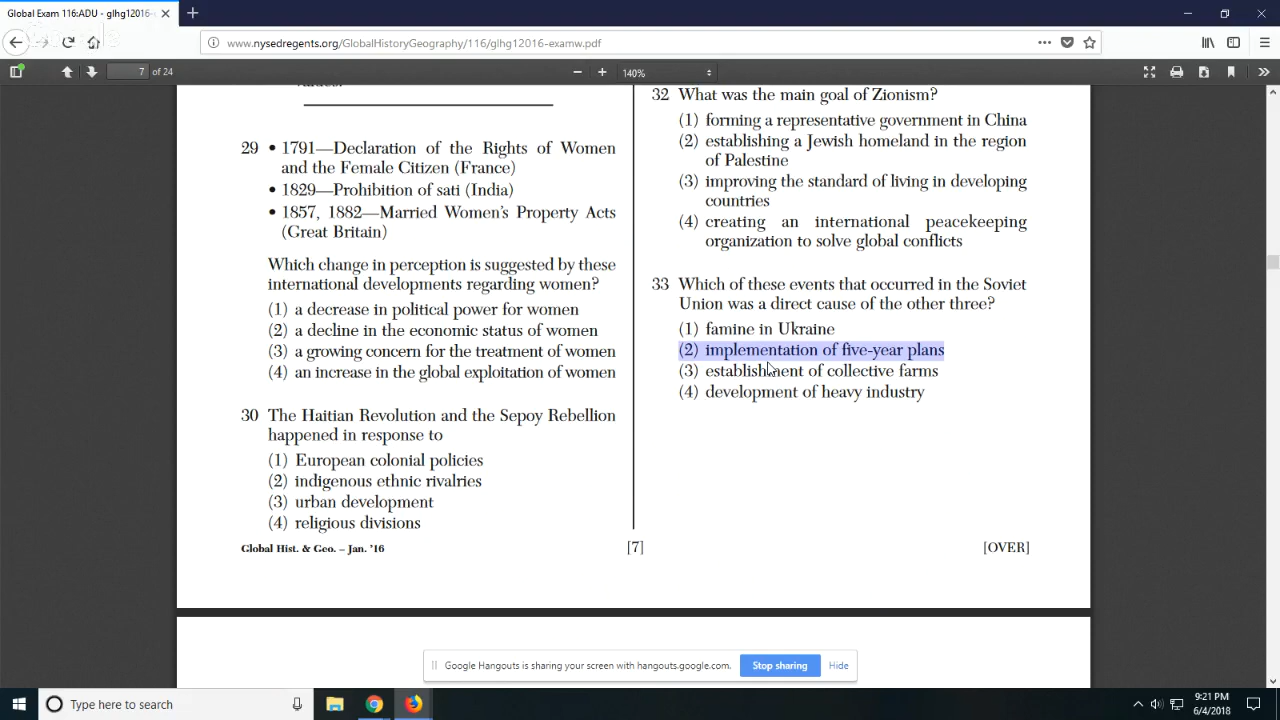 Global Exam 116:ADU - glhg12016-
www.nysedregents.org/GlobalHistoryGeography/116/glhg12016-examw.pdf
7 of 24
140%
29 • 1791—Declaration of the Rights of Women
and the Female Citizen (France)
• 1829—Prohibition of sati (India)
• 1857, 1882—Married Women's Property Acts
(Great Britain)
Which change in perception is suggested by these
international developments regarding women?
(1) a decrease in political power for women
(2) a decline in the economic status of women
(3) a growing concern for the treatment of women
(4) an increase in the global exploitation of women
30 The Haitian Revolution and the Sepoy Rebellion
happened in response to
(1) European colonial policies
(2) indigenous ethnic rivalries
(3) urban development
(4) religious divisions
32 What was the main goal of Zionism?
(1) forming a representative government in China
(2) establishing a Jewish homeland in the region
of Palestine
(3) improving the standard of living in developing
countries
(4) creating an international peacekeeping
organization to solve global conflicts
33 Which of these events that occurred in the Soviet
Union was a direct cause of the other three?
(1) famine in Ukraine
(2) implementation of five-year plans
(3) establishment of collective farms
(4) development of heavy industry
Global Hist. & Geo. – Jan. '16
[7]
[OVER]
Google Hangouts is sharing your screen with hangouts.google.com.
Stop sharing
Hide
Type here to search
9:21 PM
6/4/2018